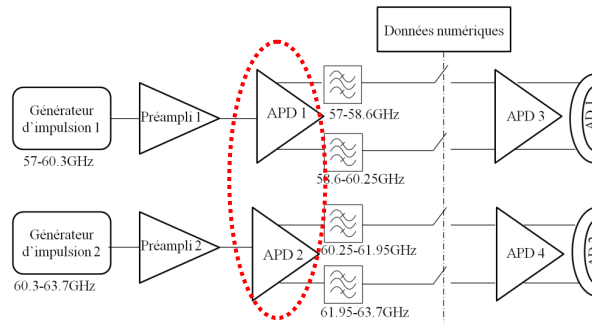 Données numériques
Générateur
d'impulsion 1
57-60.3GHz
Préampli 1
APD 1
57-58.6GHz
58.6-60.25GHz
APD 3
Générateur
d'impulsion 2
60.3-63.7GHz
Préampli 2
APD 2
60.25-61.95GHz
61.95-63.7GHz
APD 4